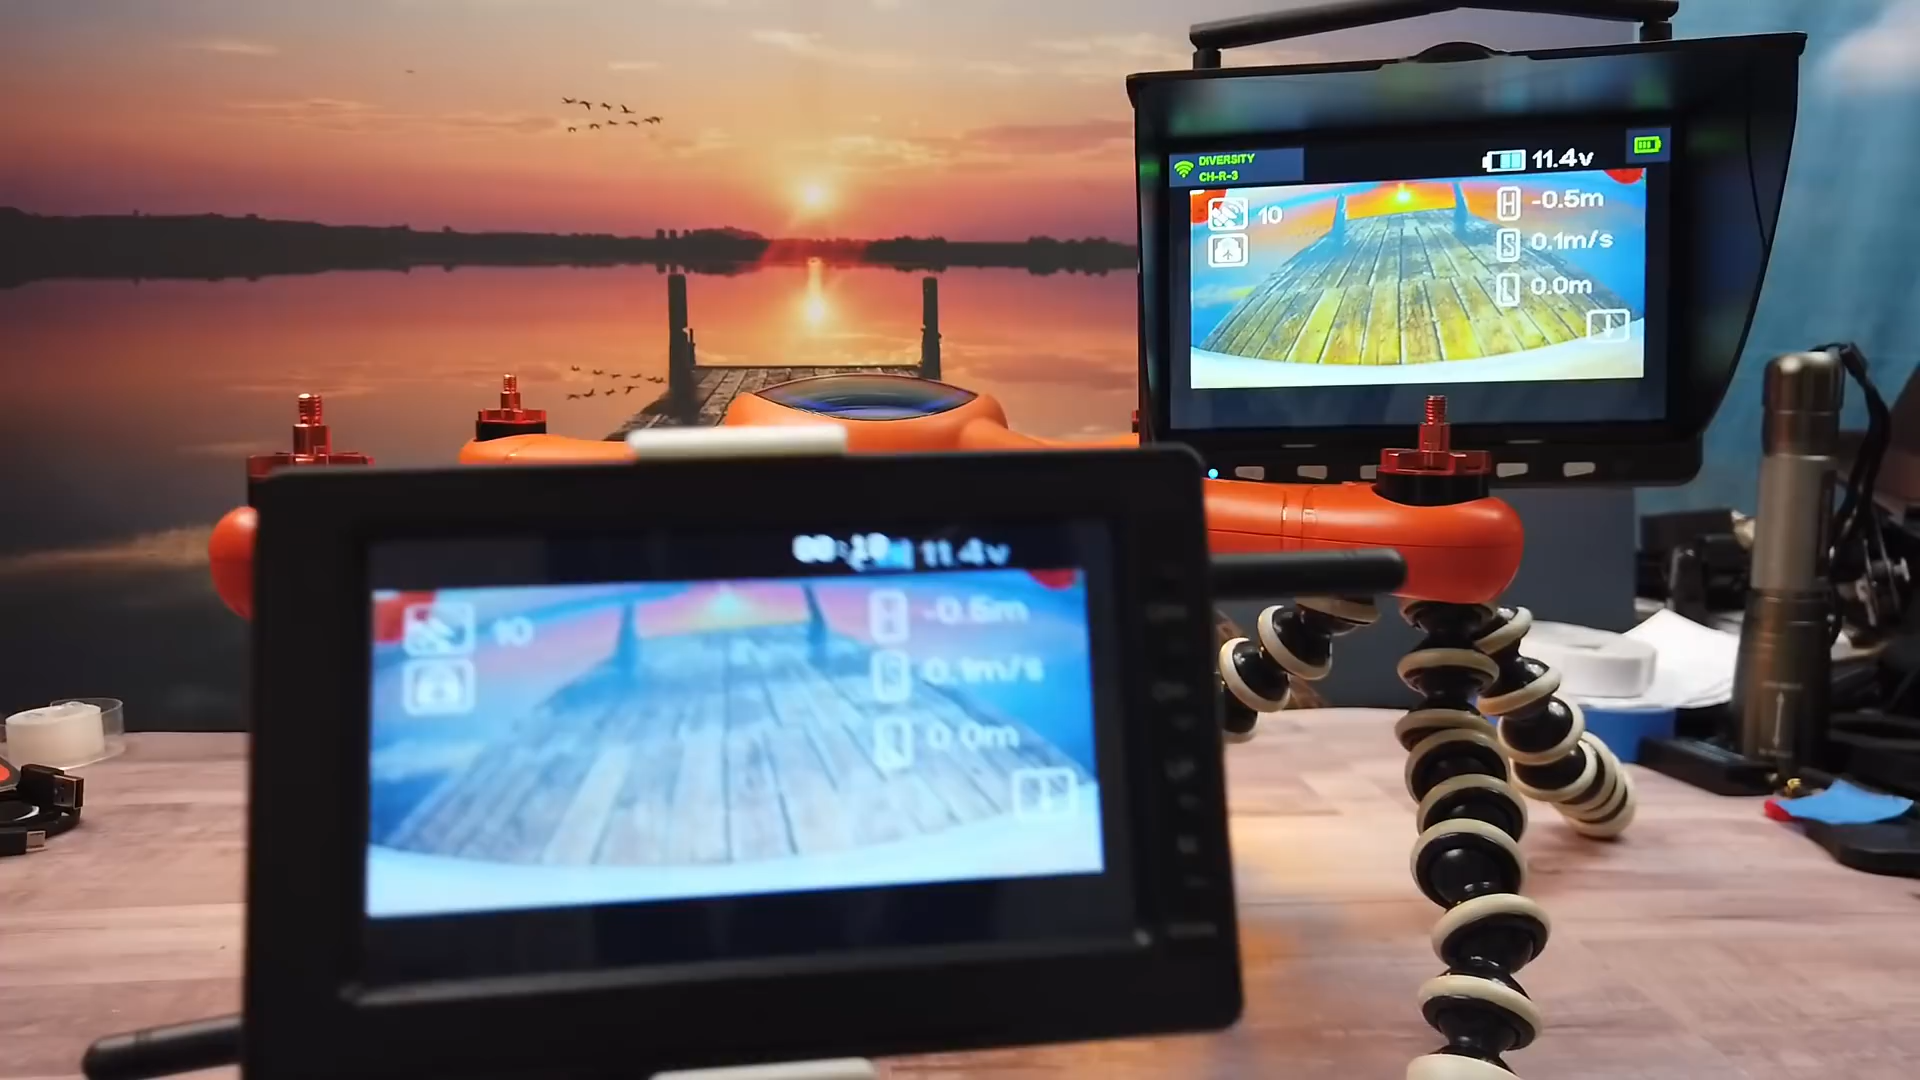 DIVERSITY
CH-R-3
11.4v
10
H -0.5m
S 0.1m/s
L 0.0m
11.4v
10
H -0.5m
S 0.1m/s
0.0m